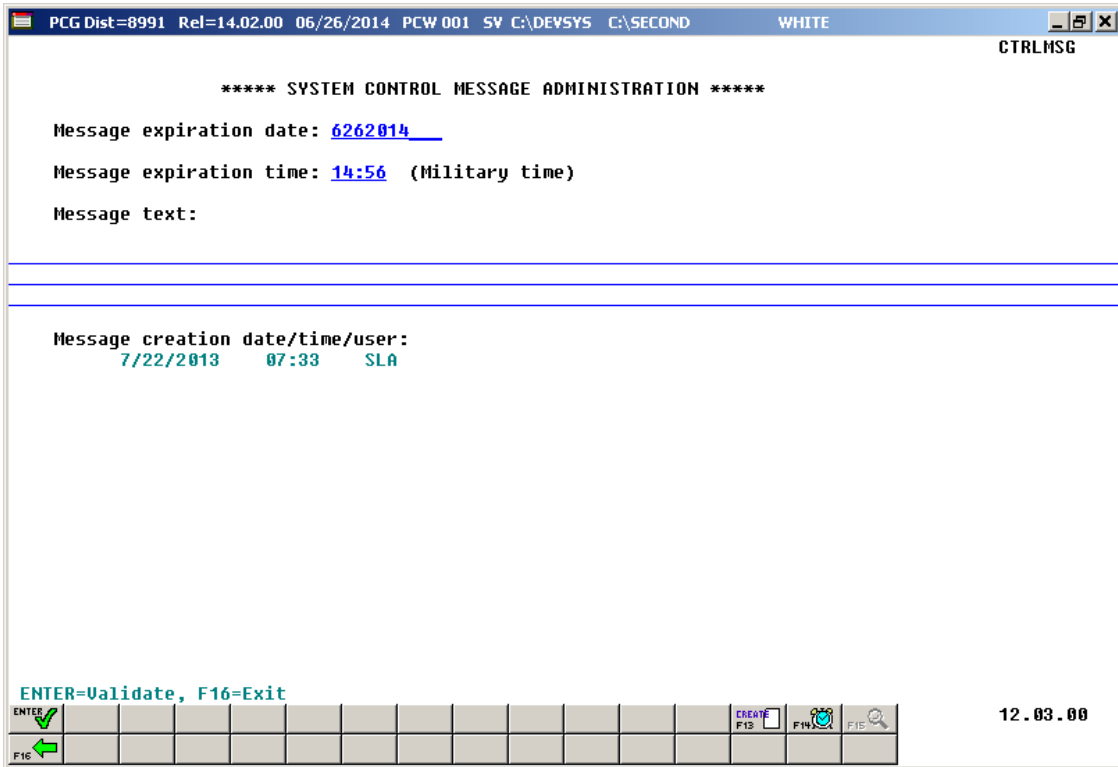 PCG Dist=8991 Rel=14.02.00 06/26/2014 PCW 001 SV C:\DEVSYS C:\SECOND WHITE
CTRLMSG
***** SYSTEM CONTROL MESSAGE ADMINISTRATION *****
Message expiration date: 6262014___
Message expiration time: 14:56 (Military time)
Message text:
Message creation date/time/user:
7/22/2013 07:33 SLA
ENTER=Validate, F16=Exit
ENTER CREATE F13 F14 F15 12.03.00
F16